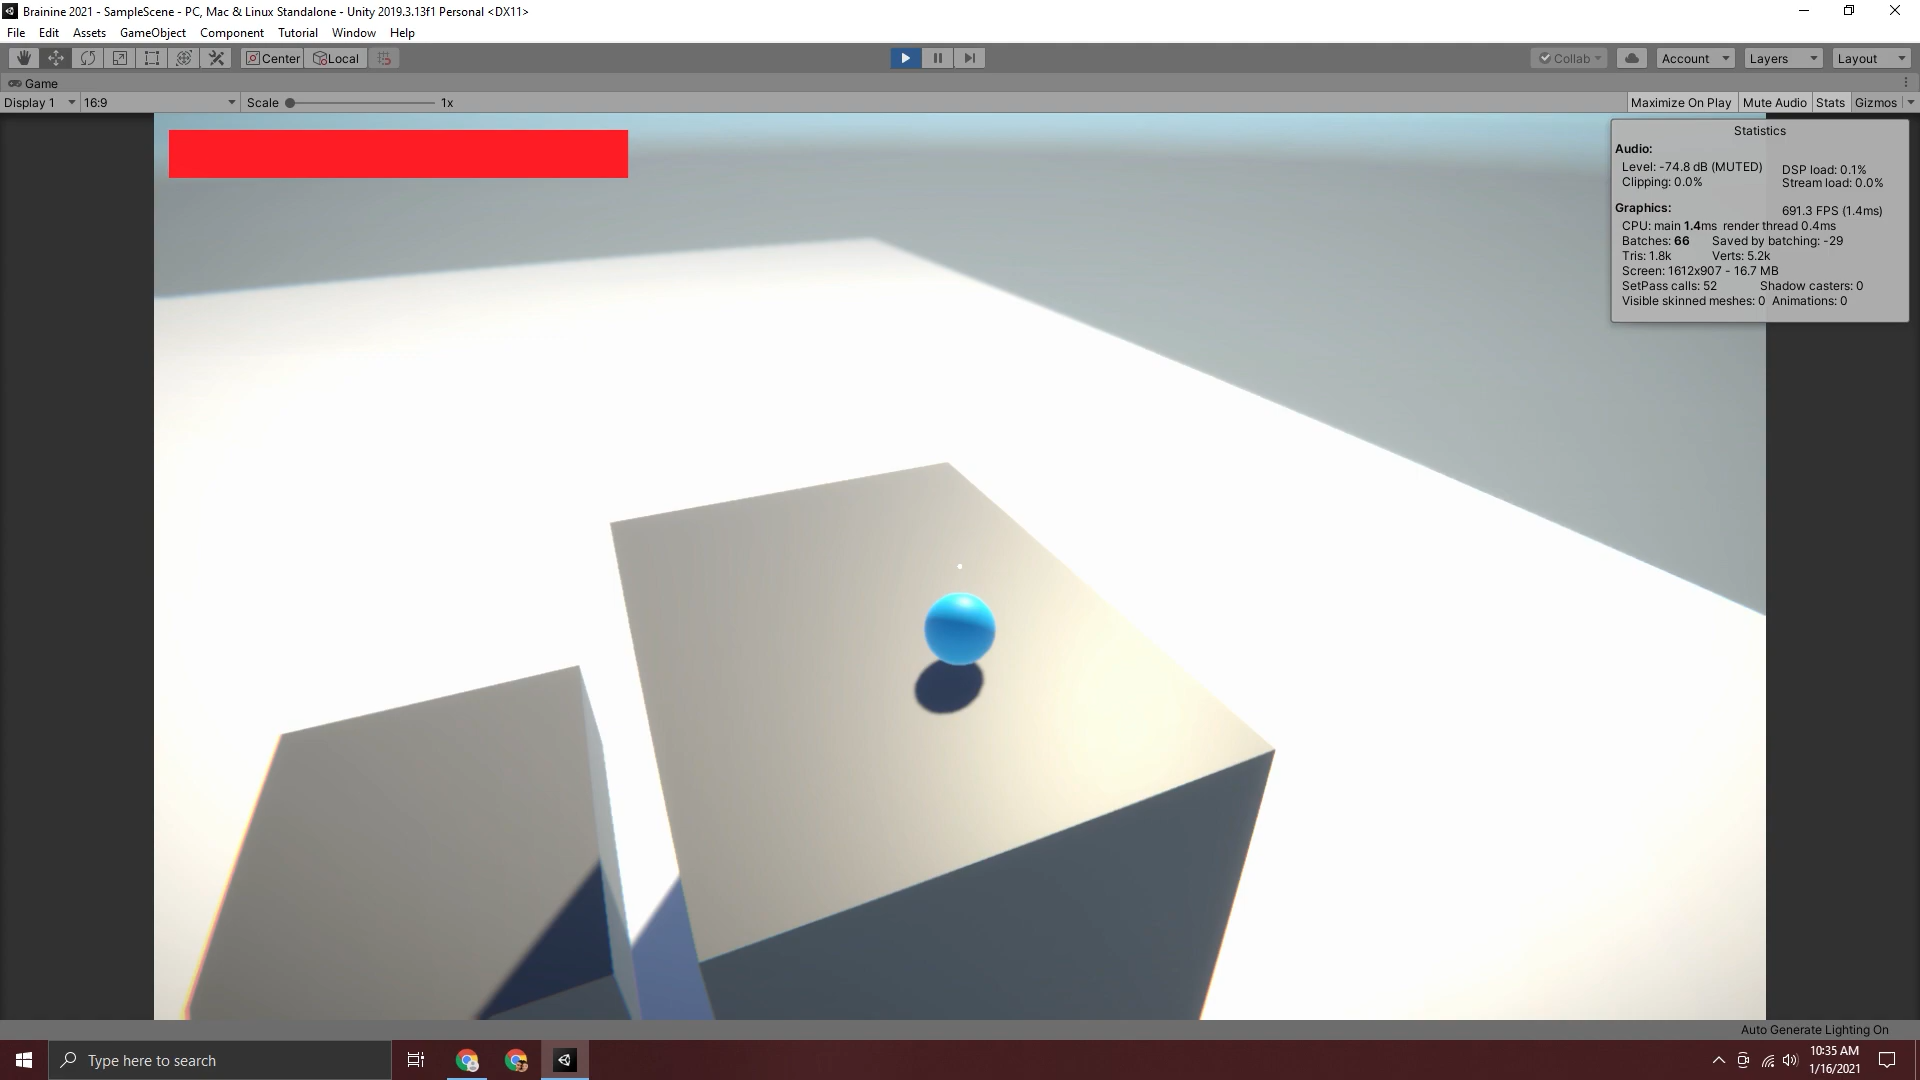 Brainine 2021 - SampleScene - PC, Mac & Linux Standalone - Unity 2019.3.13f1 Personal <DX11>
File Edit Assets GameObject Component Tutorial Window Help
Center Local Collab Account Layers Layout
Game
Display 1 16:9 Scale 1x Maximize On Play Mute Audio Stats Gizmos
Statistics
Audio:
Level: -74.8 dB (MUTED) DSP load: 0.1%
Clipping: 0.0% Stream load: 0.0%
Graphics: 691.3 FPS (1.4ms)
CPU: main 1.4ms render thread 0.4ms
Batches: 66 Saved by batching: -29
Tris: 1.8k Verts: 5.2k
Screen: 1612x907 - 16.7 MB
SetPass calls: 52 Shadow casters: 0
Visible skinned meshes: 0 Animations: 0
Auto Generate Lighting On
Type here to search
10:35 AM
1/16/2021